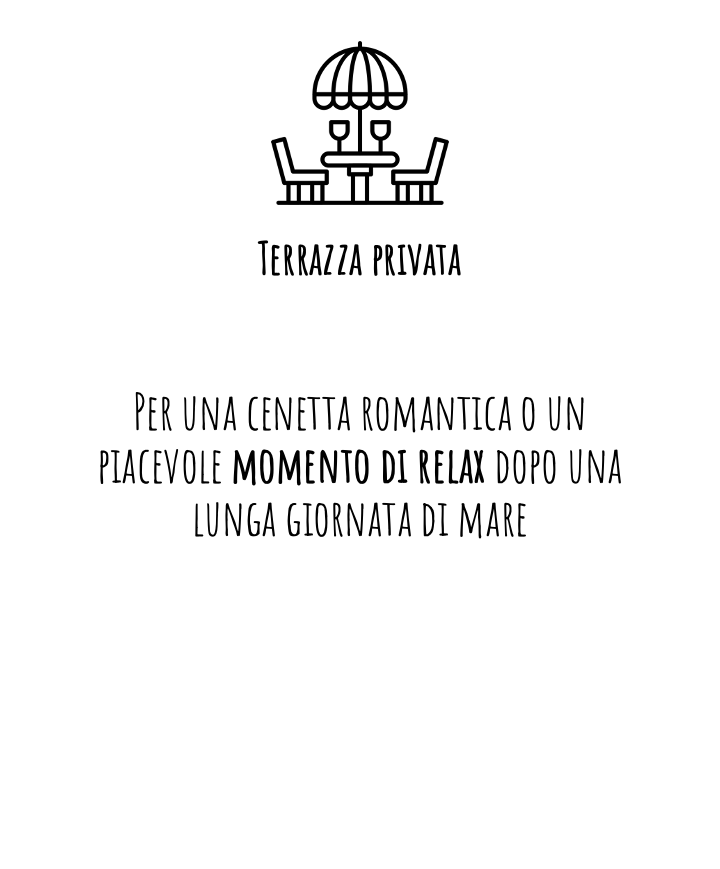 Terrazza privata
Per una cenetta romantica o un
piacevole momento di relax dopo una
lunga giornata di mare